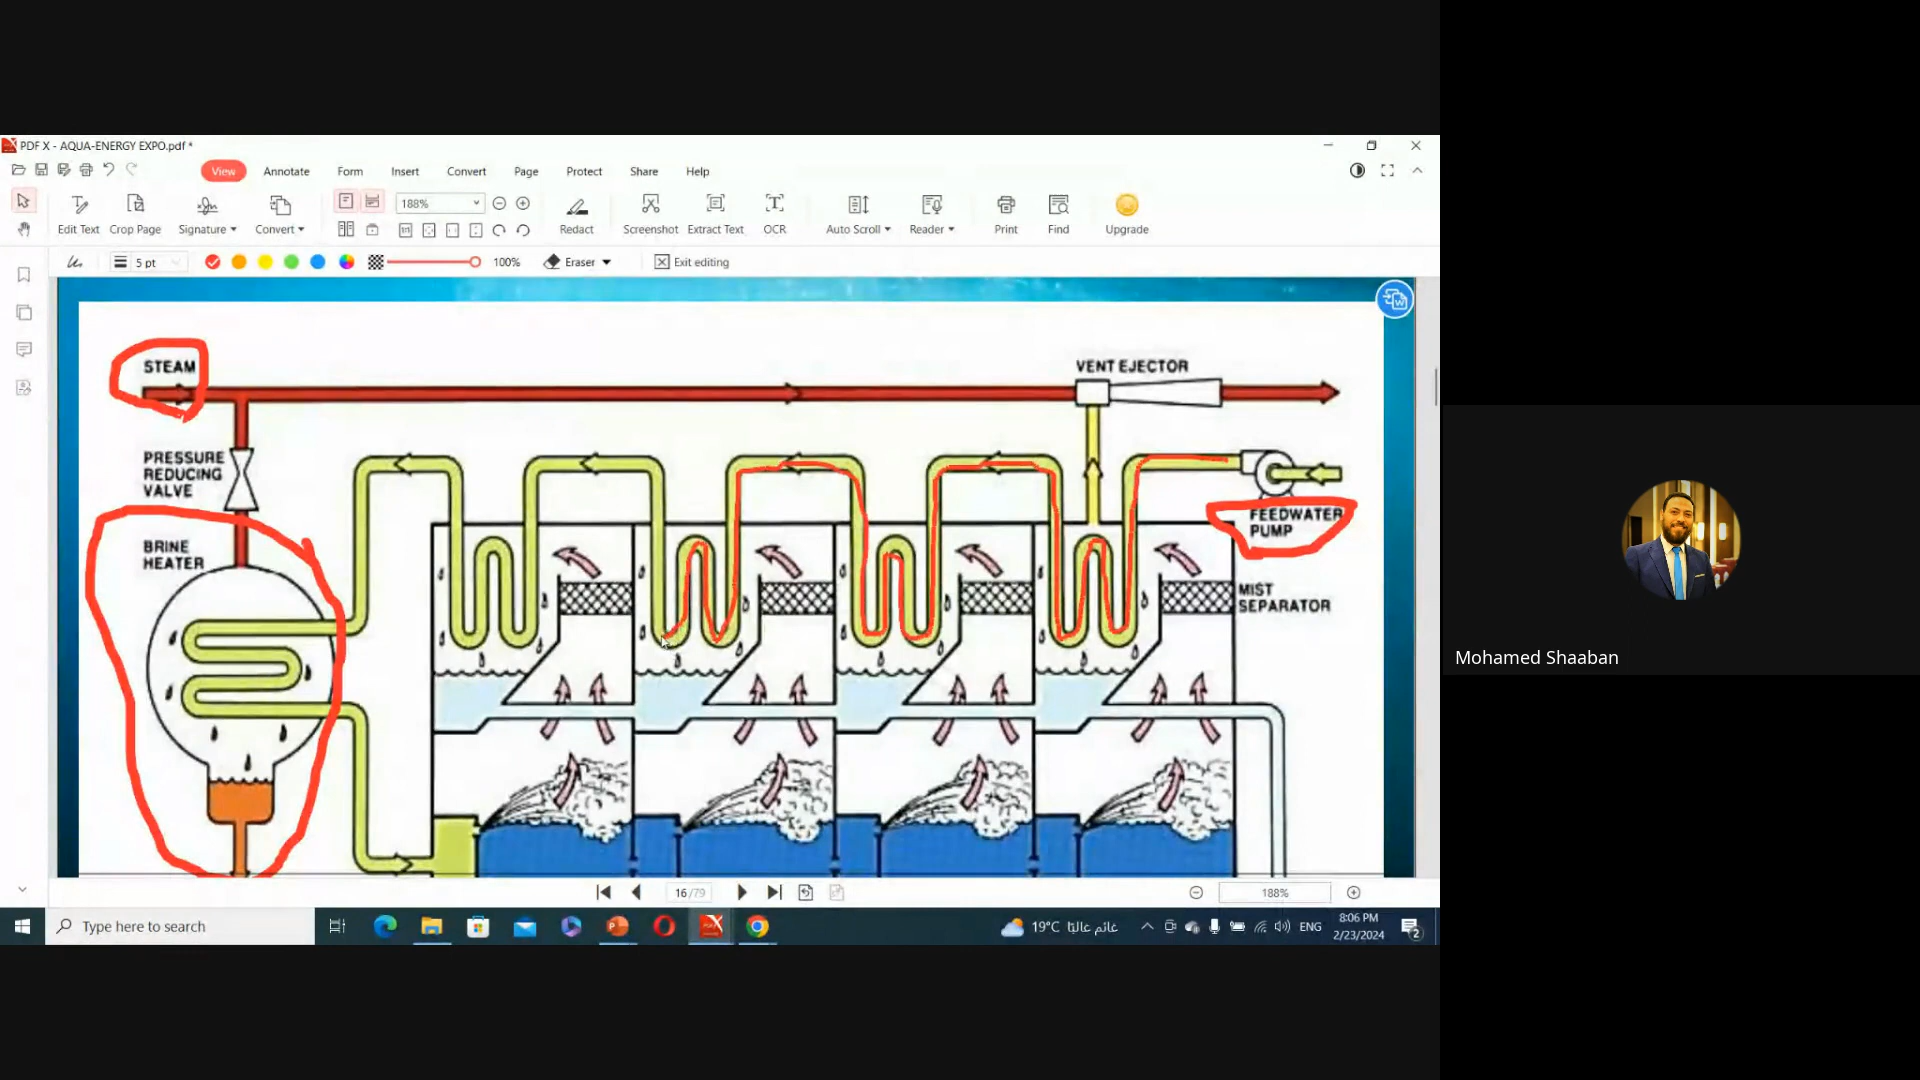 PDF X - AQUA-ENERGY EXPO.pdf *
View Annotate Form Insert Convert Page Protect Share Help
188%
Edit Text Crop Page Signature Convert Redact Screenshot Extract Text OCR Auto Scroll Reader Print Find Upgrade
5 pt 100% Eraser Exit editing
STEAM
VENT EJECTOR
PRESSURE
REDUCING
VALVE
FEEDWATER
PUMP
BRINE
HEATER
MIST
SEPARATOR
Mohamed Shaaban
16 /79
188%
Type here to search
19°C غائم غالبًا
ENG
8:06 PM
2/23/2024
2